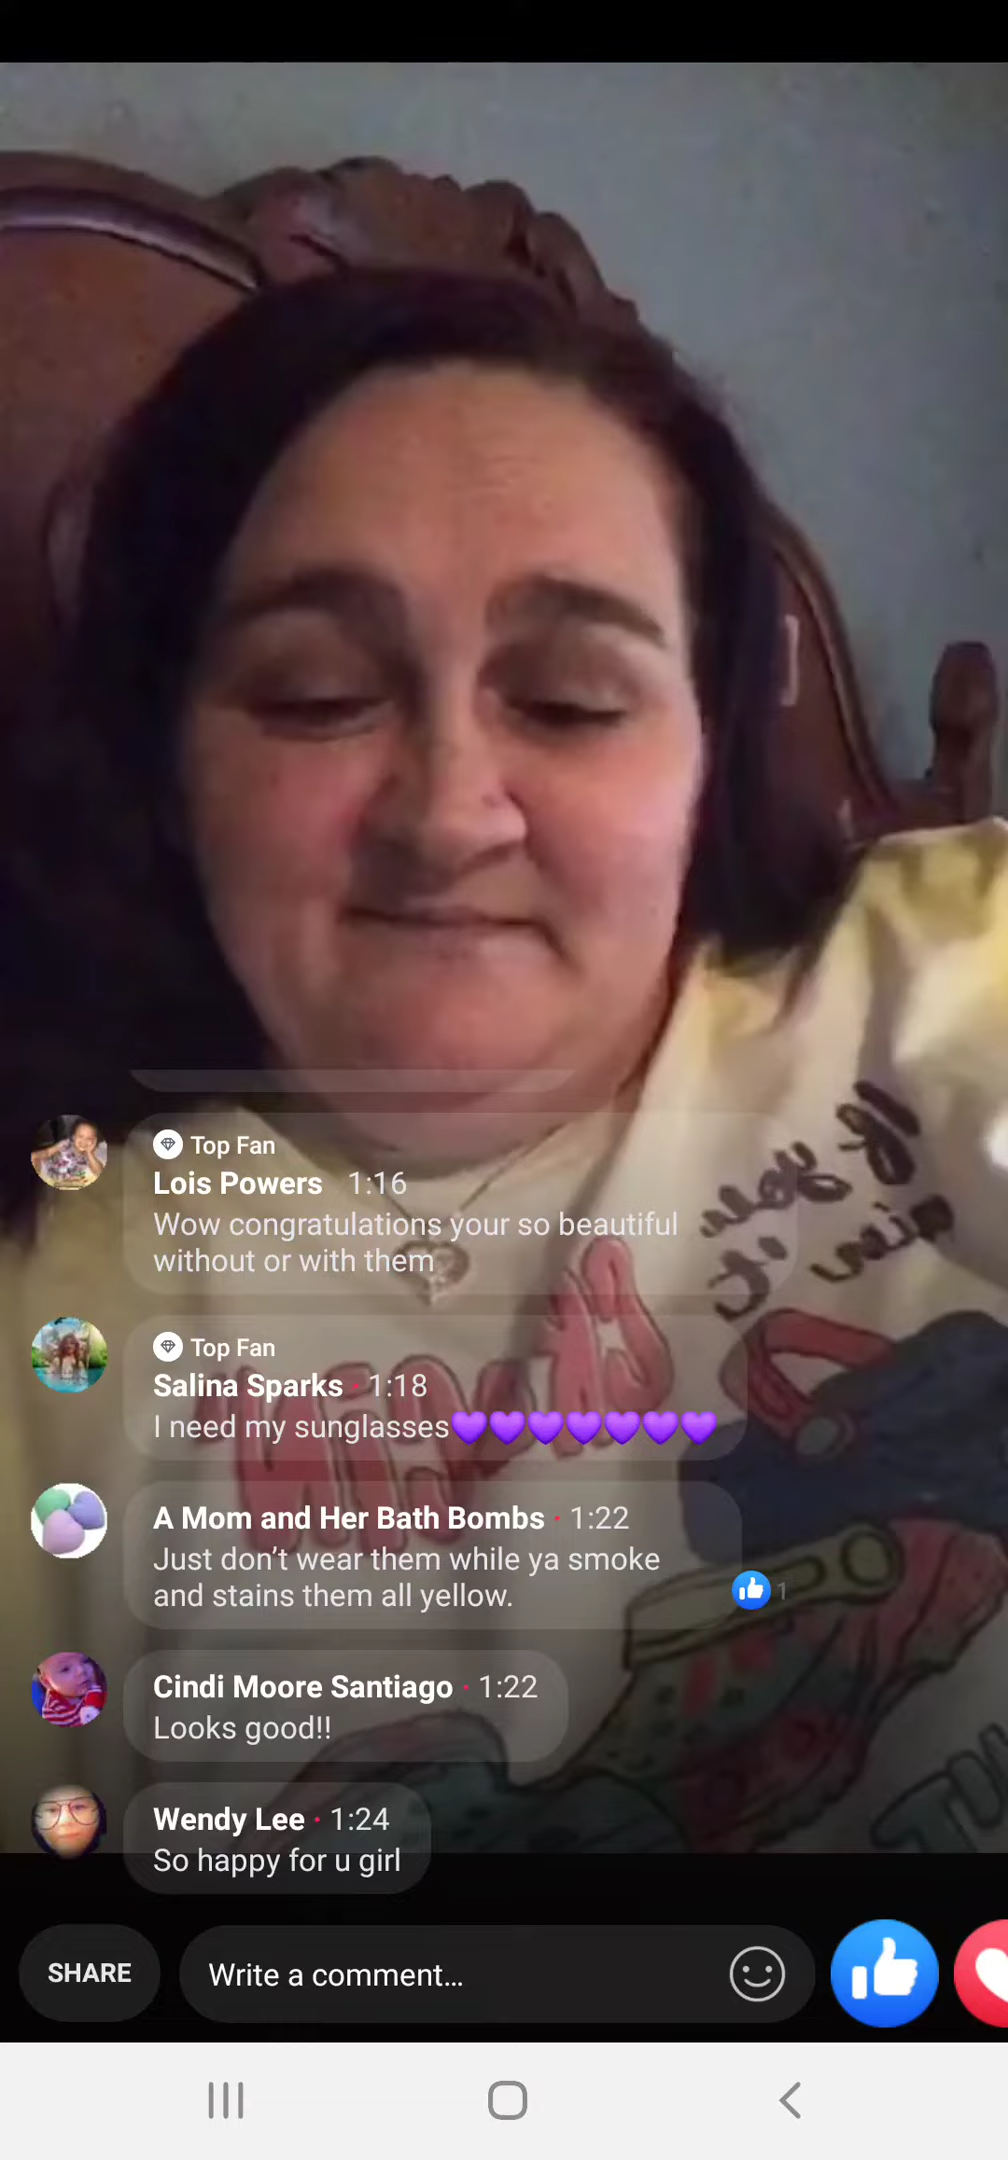 Top Fan
Lois Powers 1:16
Wow congratulations your so beautiful
without or with them
Top Fan
Salina Sparks · 1:18
I need my sunglasses💜💜💜💜💜💜💜
A Mom and Her Bath Bombs · 1:22
Just don’t wear them while ya smoke
and stains them all yellow.
1
Cindi Moore Santiago · 1:22
Looks good!!
Wendy Lee · 1:24
So happy for u girl
SHARE
Write a comment...
If
you
ain't